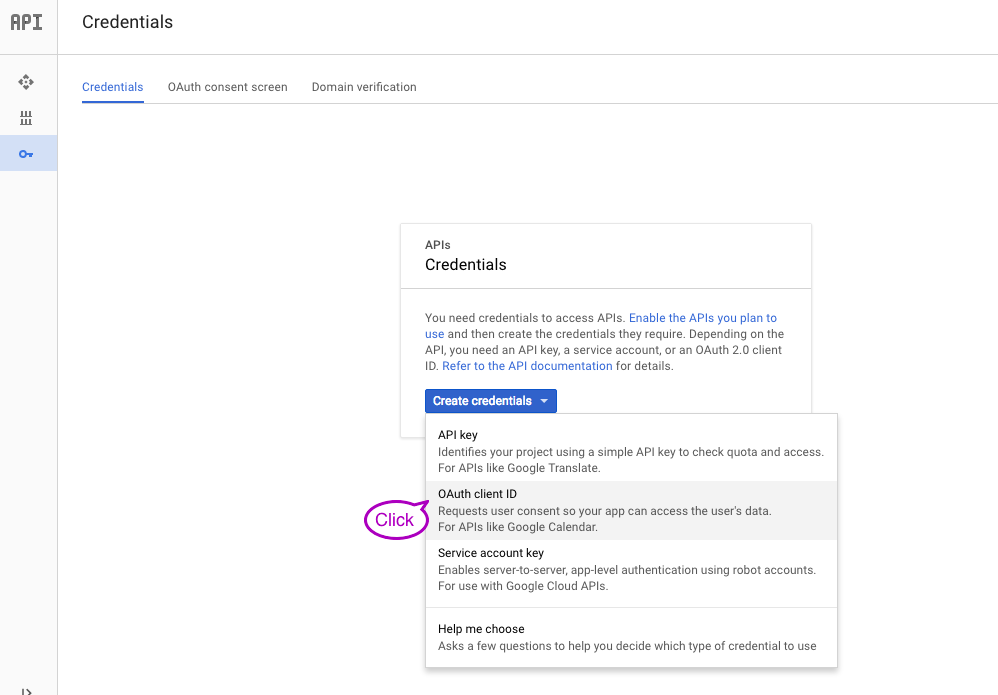 API
Credentials
Credentials OAuth consent screen Domain verification
APIs
Credentials
You need credentials to access APIs. Enable the APIs you plan to
use and then create the credentials they require. Depending on the
API, you need an API key, a service account, or an OAuth 2.0 client
ID. Refer to the API documentation for details.
Create credentials
API key
Identifies your project using a simple API key to check quota and access.
For APIs like Google Translate.
OAuth client ID
Requests user consent so your app can access the user's data.
For APIs like Google Calendar.
Click
Service account key
Enables server-to-server, app-level authentication using robot accounts.
For use with Google Cloud APIs.
Help me choose
Asks a few questions to help you decide which type of credential to use